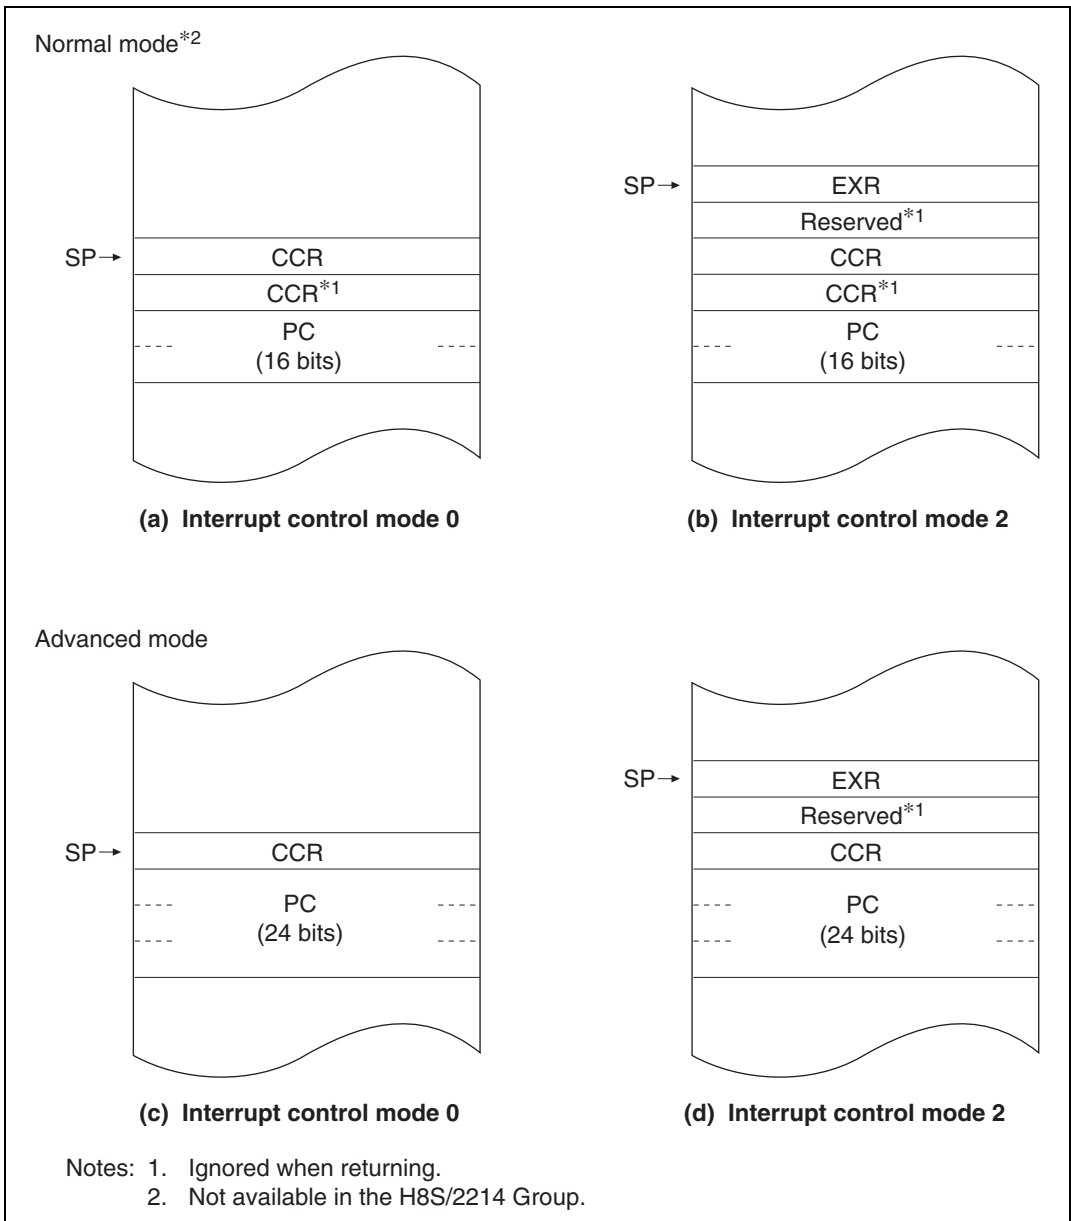 Normal mode*2
SP
CCR
CCR*1
PC
(16 bits)
(a) Interrupt control mode 0
SP
EXR
Reserved*1
CCR
CCR*1
PC
(16 bits)
(b) Interrupt control mode 2
Advanced mode
SP
CCR
PC
(24 bits)
(c) Interrupt control mode 0
SP
EXR
Reserved*1
CCR
PC
(24 bits)
(d) Interrupt control mode 2
Notes: 1. Ignored when returning.
2. Not available in the H8S/2214 Group.